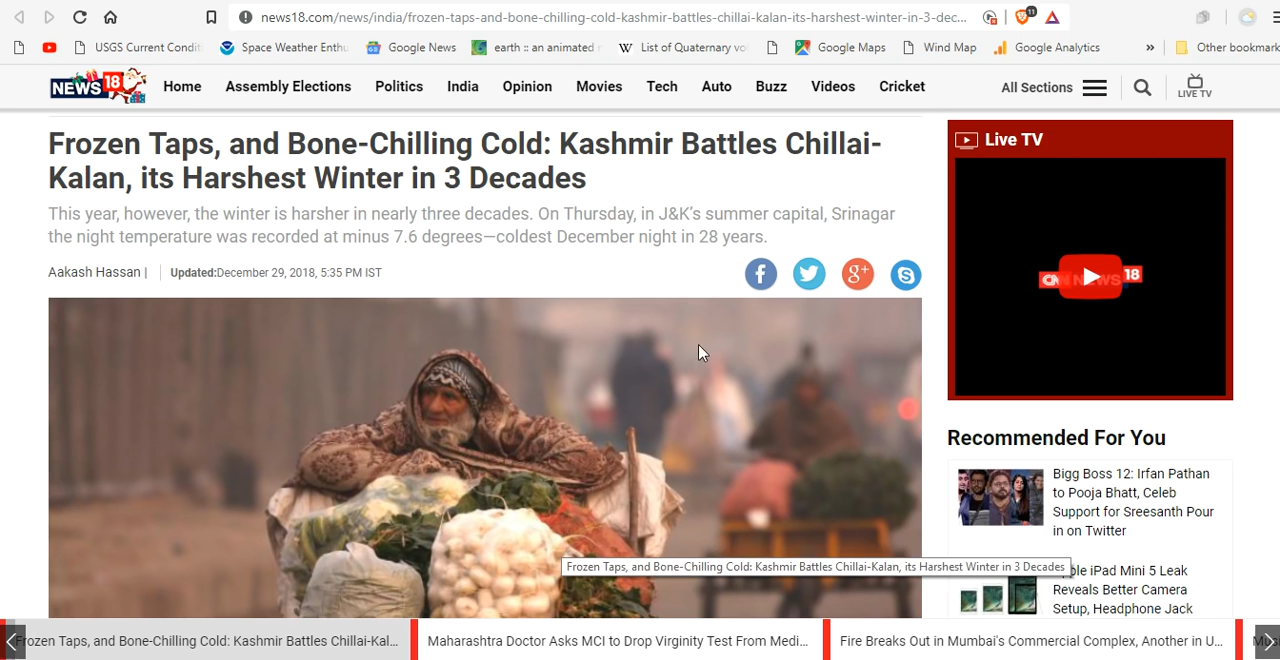 news18.com/news/india/frozen-taps-and-bone-chilling-cold-kashmir-battles-chillai-kalan-its-harshest-winter-in-3-dec...
11
USGS Current Condit
Space Weather Enthu
Google News
earth :: an animated
List of Quaternary vo
Google Maps
Wind Map
Google Analytics
»
Other bookmark
NEWS 18
Home
Assembly Elections
Politics
India
Opinion
Movies
Tech
Auto
Buzz
Videos
Cricket
All Sections
LIVE TV
Frozen Taps, and Bone-Chilling Cold: Kashmir Battles Chillai-
Kalan, its Harshest Winter in 3 Decades
This year, however, the winter is harsher in nearly three decades. On Thursday, in J&K's summer capital, Srinagar
the night temperature was recorded at minus 7.6 degrees—coldest December night in 28 years.
Aakash Hassan |
Updated:December 29, 2018, 5:35 PM IST
Live TV
CNN NEWS 18
Recommended For You
Bigg Boss 12: Irfan Pathan
to Pooja Bhatt, Celeb
Support for Sreesanth Pour
in on Twitter
Frozen Taps, and Bone-Chilling Cold: Kashmir Battles Chillai-Kalan, its Harshest Winter in 3 Decades
ple iPad Mini 5 Leak
Reveals Better Camera
Setup, Headphone Jack
Frozen Taps, and Bone-Chilling Cold: Kashmir Battles Chillai-Kal...
Maharashtra Doctor Asks MCI to Drop Virginity Test From Medi...
Fire Breaks Out in Mumbai's Commercial Complex, Another in U...